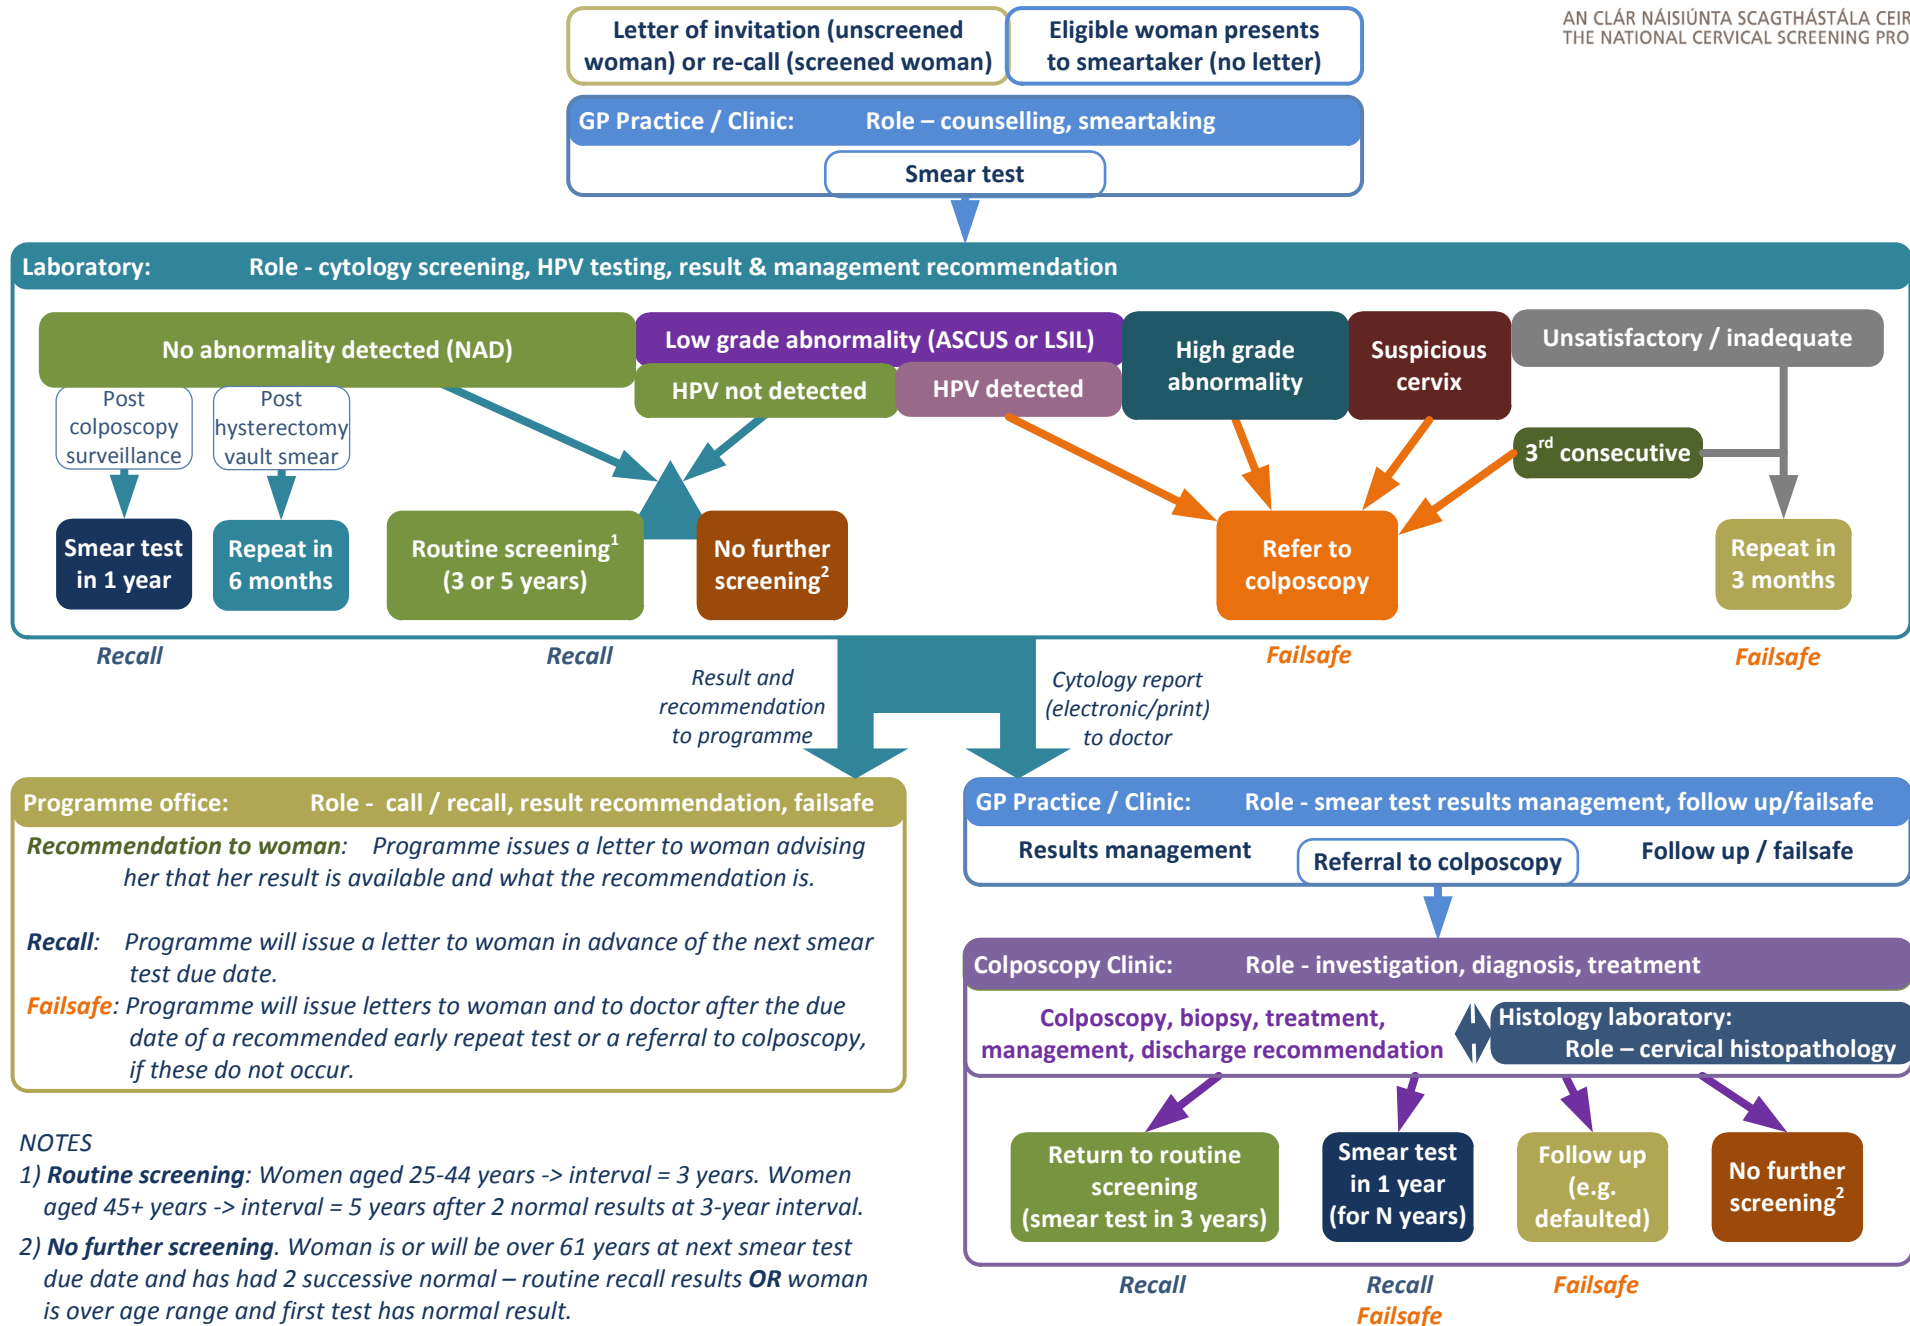 AN CLÁR NÁISIÚNTA SCAGTHÁSTÁLA
THE NATIONAL CERVICAL SCREENING
Letter of invitation (unscreened
woman) or re-call (screened woman)
Eligible woman presents
to smeartaker (no letter)
GP Practice / Clinic: Role – counselling, smeartaking
Smear test
Laboratory: Role - cytology screening, HPV testing, result & management recommendation
No abnormality detected (NAD)
Low grade abnormality (ASCUS or LSIL)
HPV not detected
HPV detected
High grade
abnormality
Suspicious
cervix
Unsatisfactory / inadequate
Post
colposcopy
surveillance
Post
hysterectomy
vault smear
3rd consecutive
Smear test
in 1 year
Repeat in
6 months
Routine screening1
(3 or 5 years)
No further
screening2
Refer to
colposcopy
Repeat in
3 months
Recall
Recall
Failsafe
Failsafe
Result and
recommendation
to programme
Cytology report
(electronic/print)
to doctor
Programme office: Role - call / recall, result recommendation, failsafe
Recommendation to woman: Programme issues a letter to woman advising
her that her result is available and what the recommendation is.
Recall: Programme will issue a letter to woman in advance of the next smear
test due date.
Failsafe: Programme will issue letters to woman and to doctor after the due
date of a recommended early repeat test or a referral to colposcopy,
if these do not occur.
GP Practice / Clinic: Role - smear test results management, follow up/failsafe
Results management
Referral to colposcopy
Follow up / failsafe
Colposcopy Clinic: Role - investigation, diagnosis, treatment
Colposcopy, biopsy, treatment,
management, discharge recommendation
Histology laboratory:
Role – cervical histopathology
Return to routine
screening
(smear test in 3 years)
Smear test
in 1 year
(for N years)
Follow up
(e.g.
defaulted)
No further
screening2
Recall
Recall
Failsafe
Failsafe
NOTES
1) Routine screening: Women aged 25-44 years -> interval = 3 years. Women
aged 45+ years -> interval = 5 years after 2 normal results at 3-year interval.
2) No further screening. Woman is or will be over 61 years at next smear test
due date and has had 2 successive normal – routine recall results OR woman
is over age range and first test has normal result.